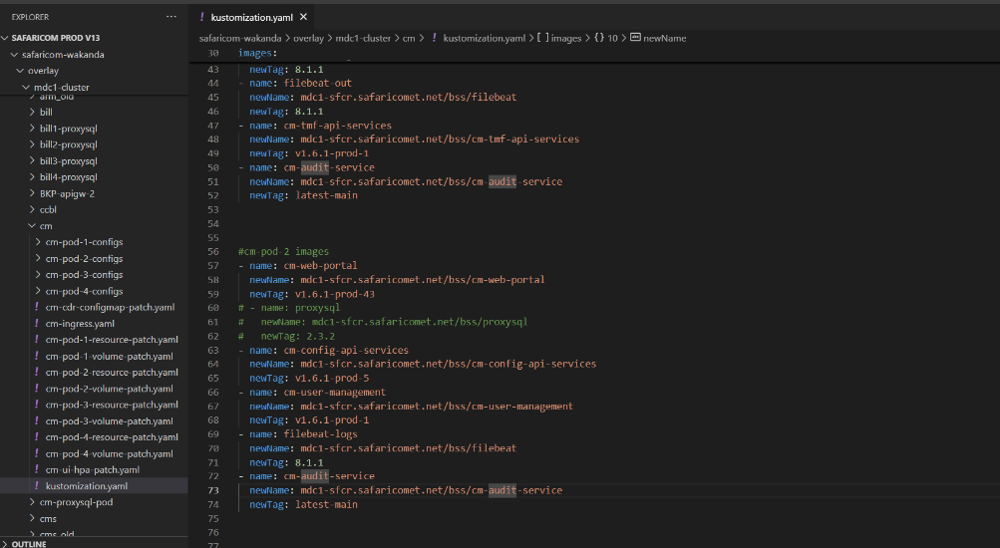 EXPLORER
SAFARICOM PROD V13
safaricom-wakanda
overlay
mdc1-cluster
arm_old
bill
bill1-proxysql
bill2-proxysql
bill3-proxysql
bill4-proxysql
BKP-apigw-2
ccbl
cm
cm-pod-1-configs
cm-pod-2-configs
cm-pod-3-configs
cm-pod-4-configs
! cm-cdr-configmap-patch.yaml
! cm-ingress.yaml
! cm-pod-1-resource-patch.yaml
! cm-pod-1-volume-patch.yaml
! cm-pod-2-resource-patch.yaml
! cm-pod-2-volume-patch.yaml
! cm-pod-3-resource-patch.yaml
! cm-pod-3-volume-patch.yaml
! cm-pod-4-resource-patch.yaml
! cm-pod-4-volume-patch.yaml
! cm-ui-hpa-patch.yaml
! kustomization.yaml
cm-proxysql-pod
cms
cms_old
OUTLINE
! kustomization.yaml
safaricom-wakanda > overlay > mdc1-cluster > cm > ! kustomization.yaml > [ ] images > {} 10 > newName
30 images:
43 newTag: 8.1.1
44 - name: filebeat-out
45 newName: mdc1-sfcr.safaricomet.net/bss/filebeat
46 newTag: 8.1.1
47 - name: cm-tmf-api-services
48 newName: mdc1-sfcr.safaricomet.net/bss/cm-tmf-api-services
49 newTag: v1.6.1-prod-1
50 - name: cm-audit-service
51 newName: mdc1-sfcr.safaricomet.net/bss/cm-audit-service
52 newTag: latest-main
53
54
55
56 #cm-pod-2 images
57 - name: cm-web-portal
58 newName: mdc1-sfcr.safaricomet.net/bss/cm-web-portal
59 newTag: v1.6.1-prod-43
60 # - name: proxysql
61 # newName: mdc1-sfcr.safaricomet.net/bss/proxysql
62 # newTag: 2.3.2
63 - name: cm-config-api-services
64 newName: mdc1-sfcr.safaricomet.net/bss/cm-config-api-services
65 newTag: v1.6.1-prod-5
66 - name: cm-user-management
67 newName: mdc1-sfcr.safaricomet.net/bss/cm-user-management
68 newTag: v1.6.1-prod-1
69 - name: filebeat-logs
70 newName: mdc1-sfcr.safaricomet.net/bss/filebeat
71 newTag: 8.1.1
72 - name: cm-audit-service
73 newName: mdc1-sfcr.safaricomet.net/bss/cm-audit-service
74 newTag: latest-main
75
76
77